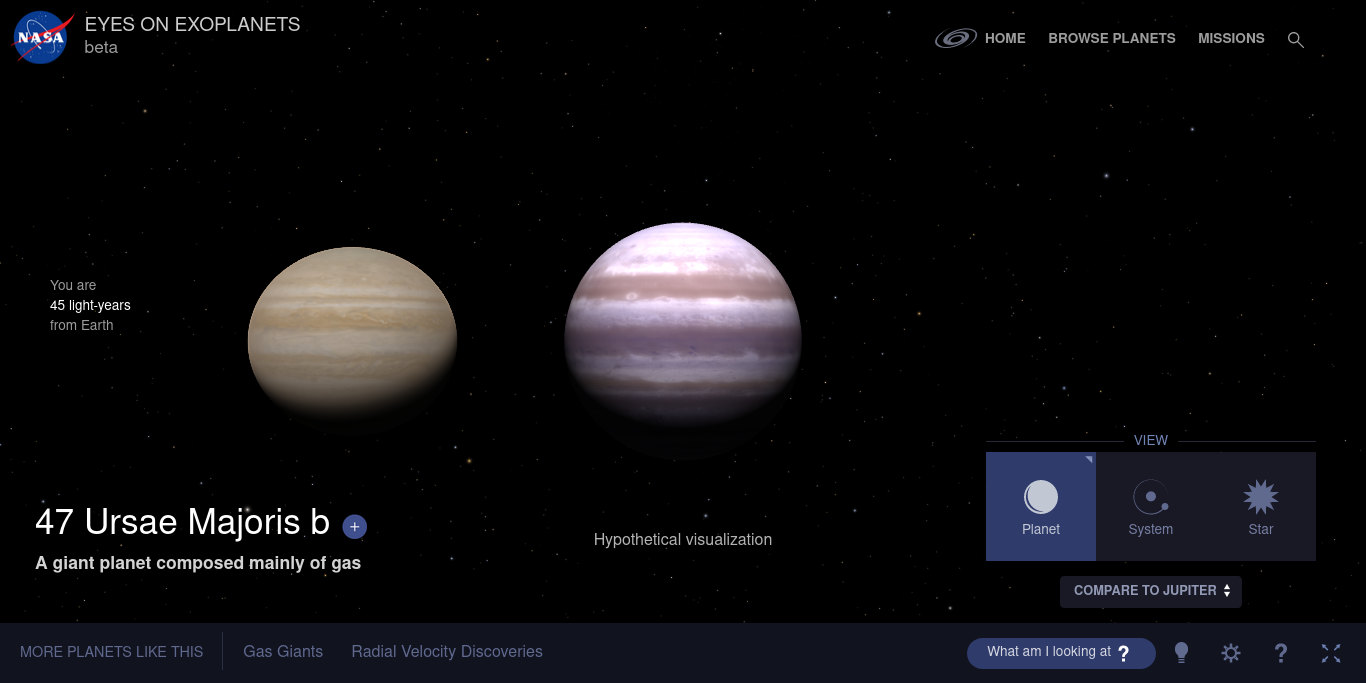 NASA
EYES ON EXOPLANETS
beta
HOME
BROWSE PLANETS
MISSIONS
You are
45 light-years
from Earth
47 Ursae Majoris b +
A giant planet composed mainly of gas
Hypothetical visualization
VIEW
Planet
System
Star
COMPARE TO JUPITER
MORE PLANETS LIKE THIS
Gas Giants
Radial Velocity Discoveries
What am I looking at ?
?